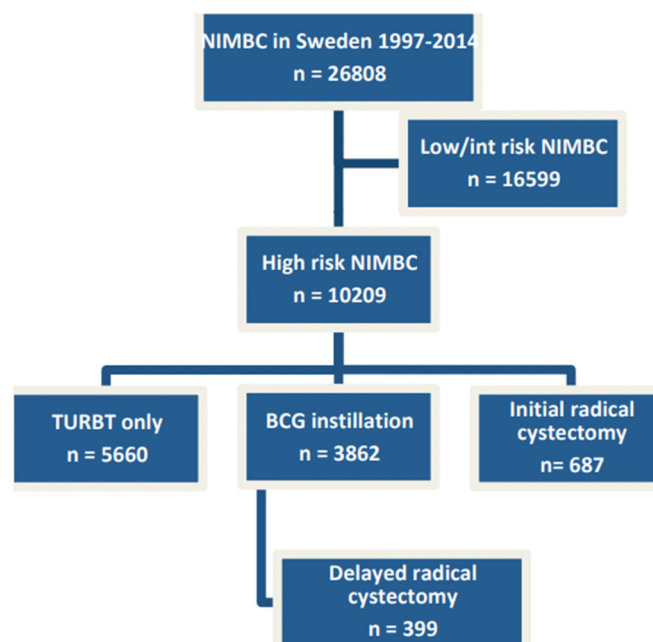 NIMBC in Sweden 1997-2014
n = 26808
Low/int risk NIMBC
n = 16599
High risk NIMBC
n = 10209
TURBT only
n = 5660
BCG instillation
n = 3862
Initial radical
cystectomy
n= 687
Delayed radical
cystectomy
n = 399